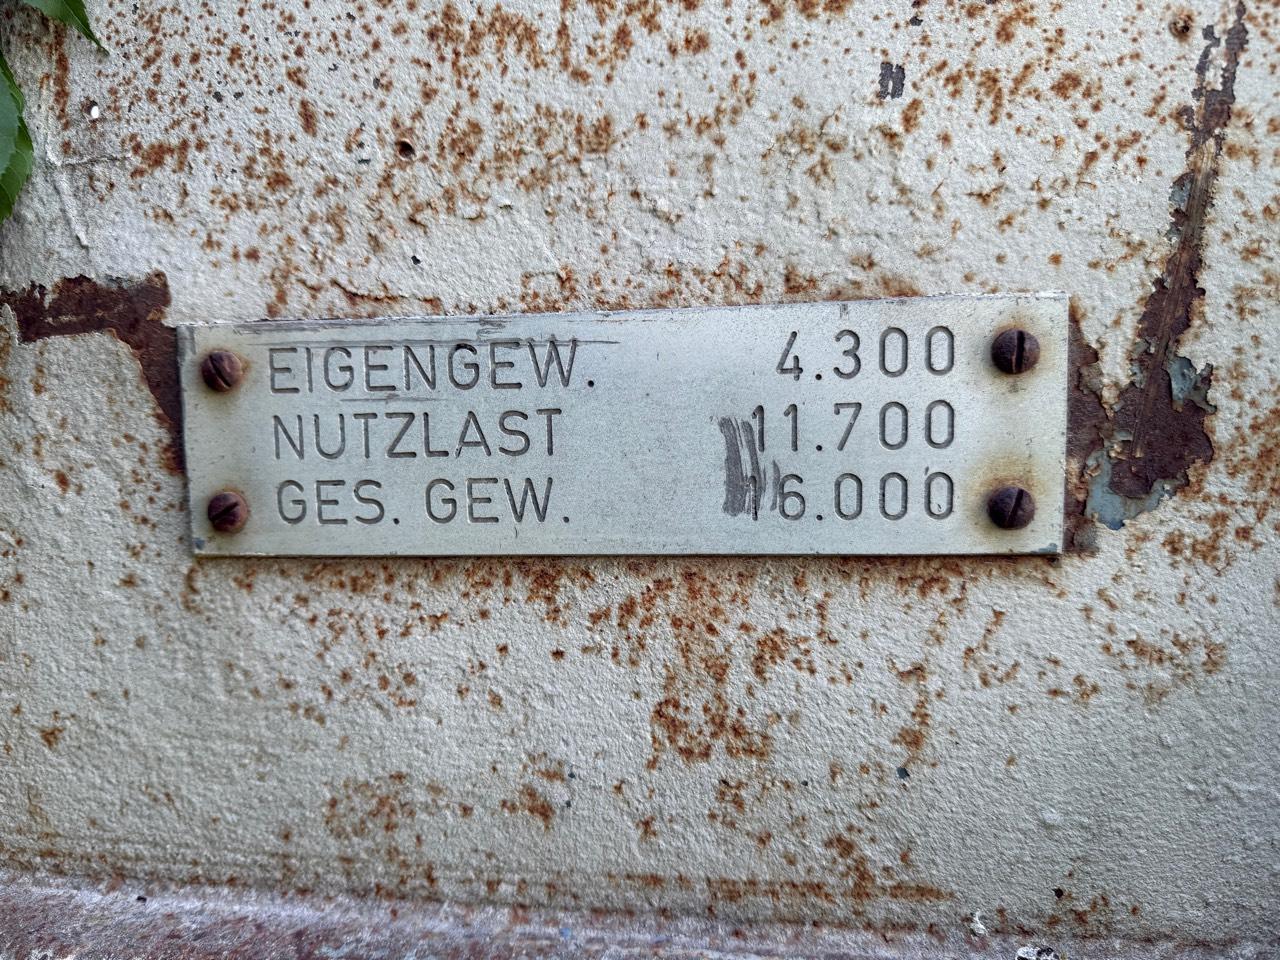 EIGENGEW. 4.300
NUTZLAST 11.700
GES. GEW. 16.000